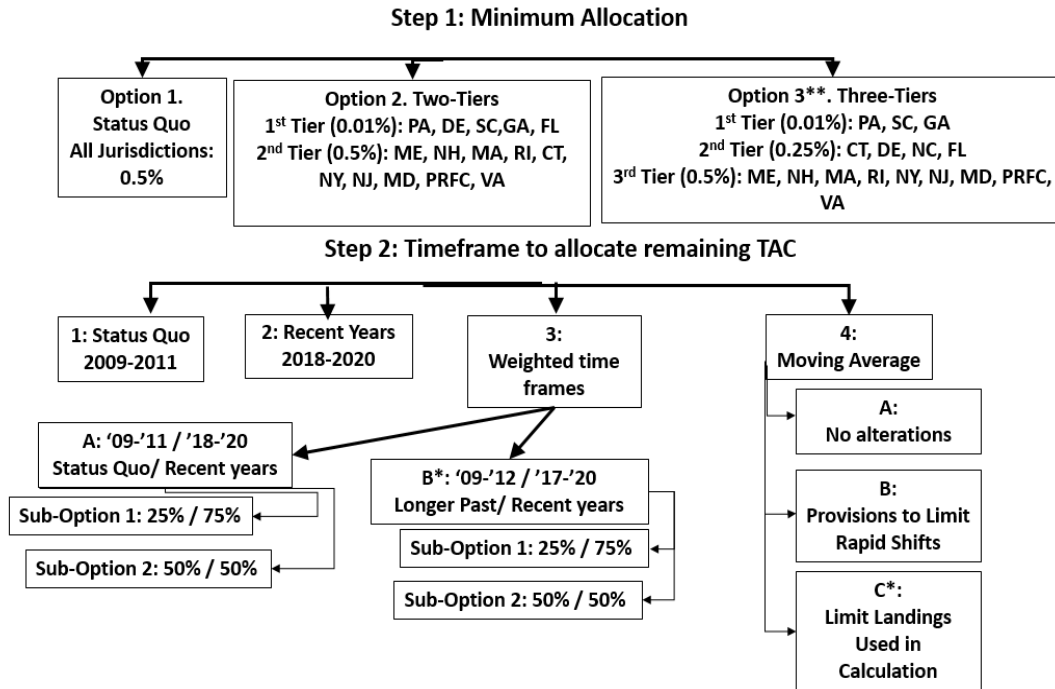 Step 1: Minimum Allocation
Option 1.
Status Quo
All Jurisdictions:
0.5%
Option 2. Two-Tiers
1st Tier (0.01%): PA, DE, SC,GA, FL
2nd Tier (0.5%): ME, NH, MA, RI, CT,
NY, NJ, MD, PRFC, VA
Option 3**. Three-Tiers
1st Tier (0.01%): PA, SC, GA
2nd Tier (0.25%): CT, DE, NC, FL
3rd Tier (0.5%): ME, NH, MA, RI, NY, NJ, MD, PRFC,
VA
Step 2: Timeframe to allocate remaining TAC
1: Status Quo
2009-2011
2: Recent Years
2018-2020
3:
Weighted time
frames
4:
Moving Average
A: ‘09-’11 / ’18-’20
Status Quo/ Recent years
Sub-Option 1: 25% / 75%
Sub-Option 2: 50% / 50%
B*: ‘09-’12 / ’17-’20
Longer Past/ Recent years
Sub-Option 1: 25% / 75%
Sub-Option 2: 50% / 50%
A:
No alterations
B:
Provisions to Limit
Rapid Shifts
C*:
Limit Landings
Used in
Calculation